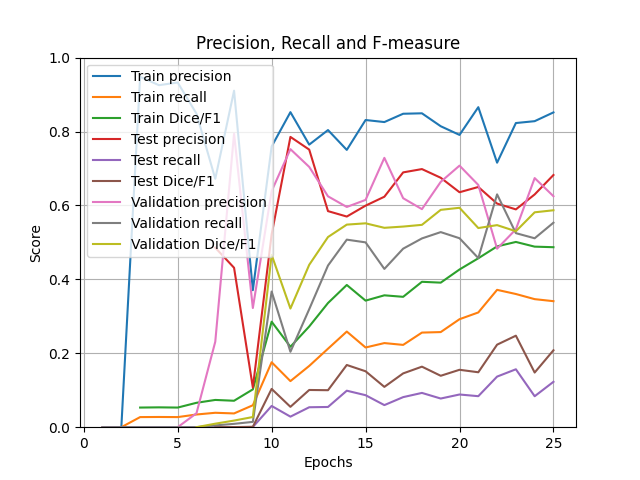 Precision, Recall and F-measure
1.0
0.8
0.6
0.4
0.2
0.0
Score
Train precision
Train recall
Train Dice/F1
Test precision
Test recall
Test Dice/F1
Validation precision
Validation recall
Validation Dice/F1
0 5 10 15 20 25
Epochs